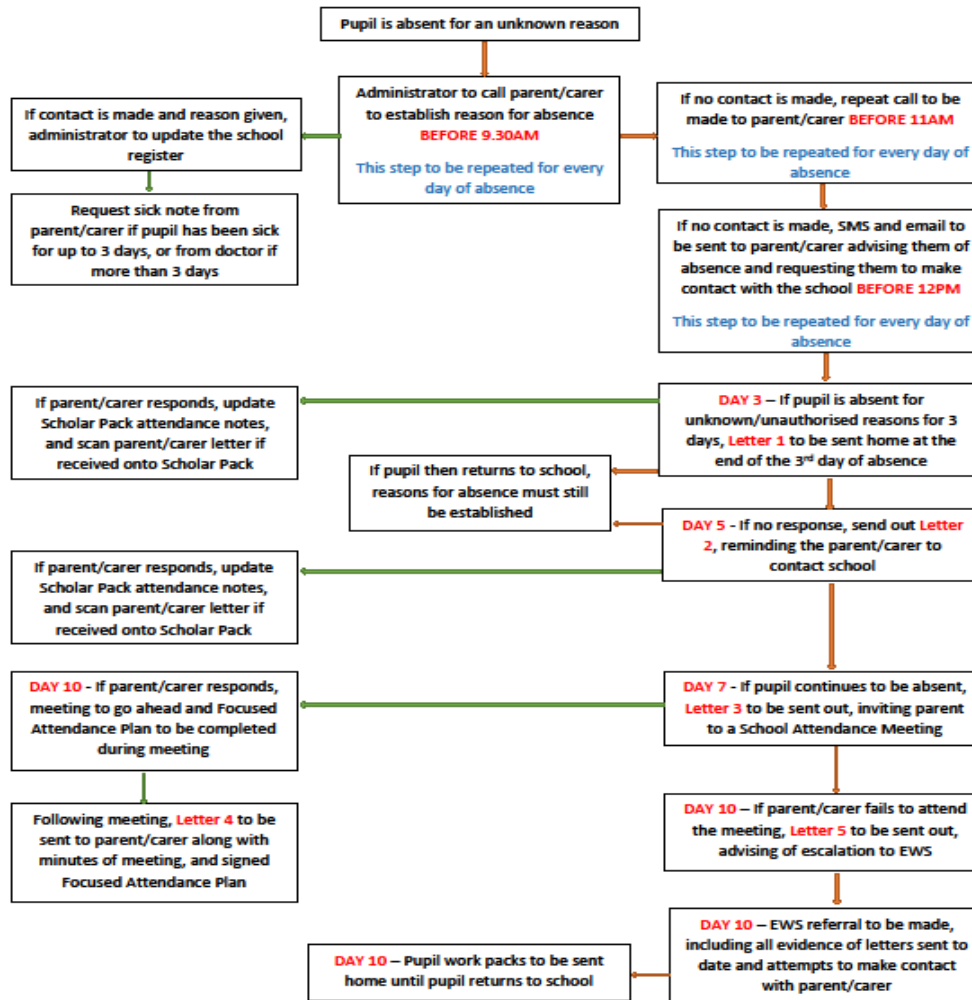 Pupil is absent for an unknown reason
If contact is made and reason given,
administrator to update the school
register
Administrator to call parent/carer
to establish reason for absence
BEFORE 9.30AM
This step to be repeated for every
day of absence
If no contact is made, repeat call to be
made to parent/carer BEFORE 11AM
This step to be repeated for every day of
absence
Request sick note from
parent/carer if pupil has been sick
for up to 3 days, or from doctor if
more than 3 days
If no contact is made, SMS and email to
be sent to parent/carer advising them of
absence and requesting them to make
contact with the school BEFORE 12PM
This step to be repeated for every day of
absence
If parent/carer responds, update
Scholar Pack attendance notes,
and scan parent/carer letter if
received onto Scholar Pack
DAY 3 – If pupil is absent for
unknown/unauthorised reasons for 3
days, Letter 1 to be sent home at the
end of the 3rd day of absence
If pupil then returns to school,
reasons for absence must still
be established
DAY 5 - If no response, send out Letter
2, reminding the parent/carer to
contact school
If parent/carer responds, update
Scholar Pack attendance notes,
and scan parent/carer letter if
received onto Scholar Pack
DAY 10 - If parent/carer responds,
meeting to go ahead and Focused
Attendance Plan to be completed
during meeting
DAY 7 - If pupil continues to be absent,
Letter 3 to be sent out, inviting parent
to a School Attendance Meeting
Following meeting, Letter 4 to be
sent to parent/carer along with
minutes of meeting, and signed
Focused Attendance Plan
DAY 10 – If parent/carer fails to attend
the meeting, Letter 5 to be sent out,
advising of escalation to EWS
DAY 10 – Pupil work packs to be sent
home until pupil returns to school
DAY 10 – EWS referral to be made,
including all evidence of letters sent to
date and attempts to make contact
with parent/carer